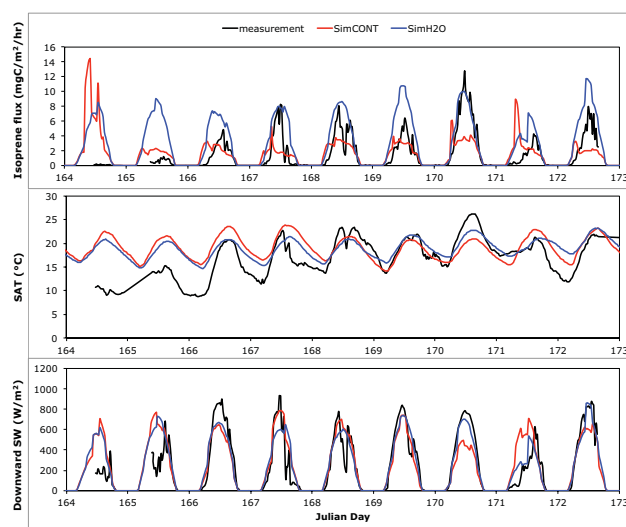 measurement SimCONT SimH2O
Isoprene flux (mgC/m²/hr)
16
14
12
10
8
6
4
2
0
164 165 166 167 168 169 170 171 172 173
SAT (°C)
30
25
20
15
10
5
0
164 165 166 167 168 169 170 171 172 173
Downward SW (W/m²)
1200
1000
800
600
400
200
0
164 165 166 167 168 169 170 171 172 173
Julian Day